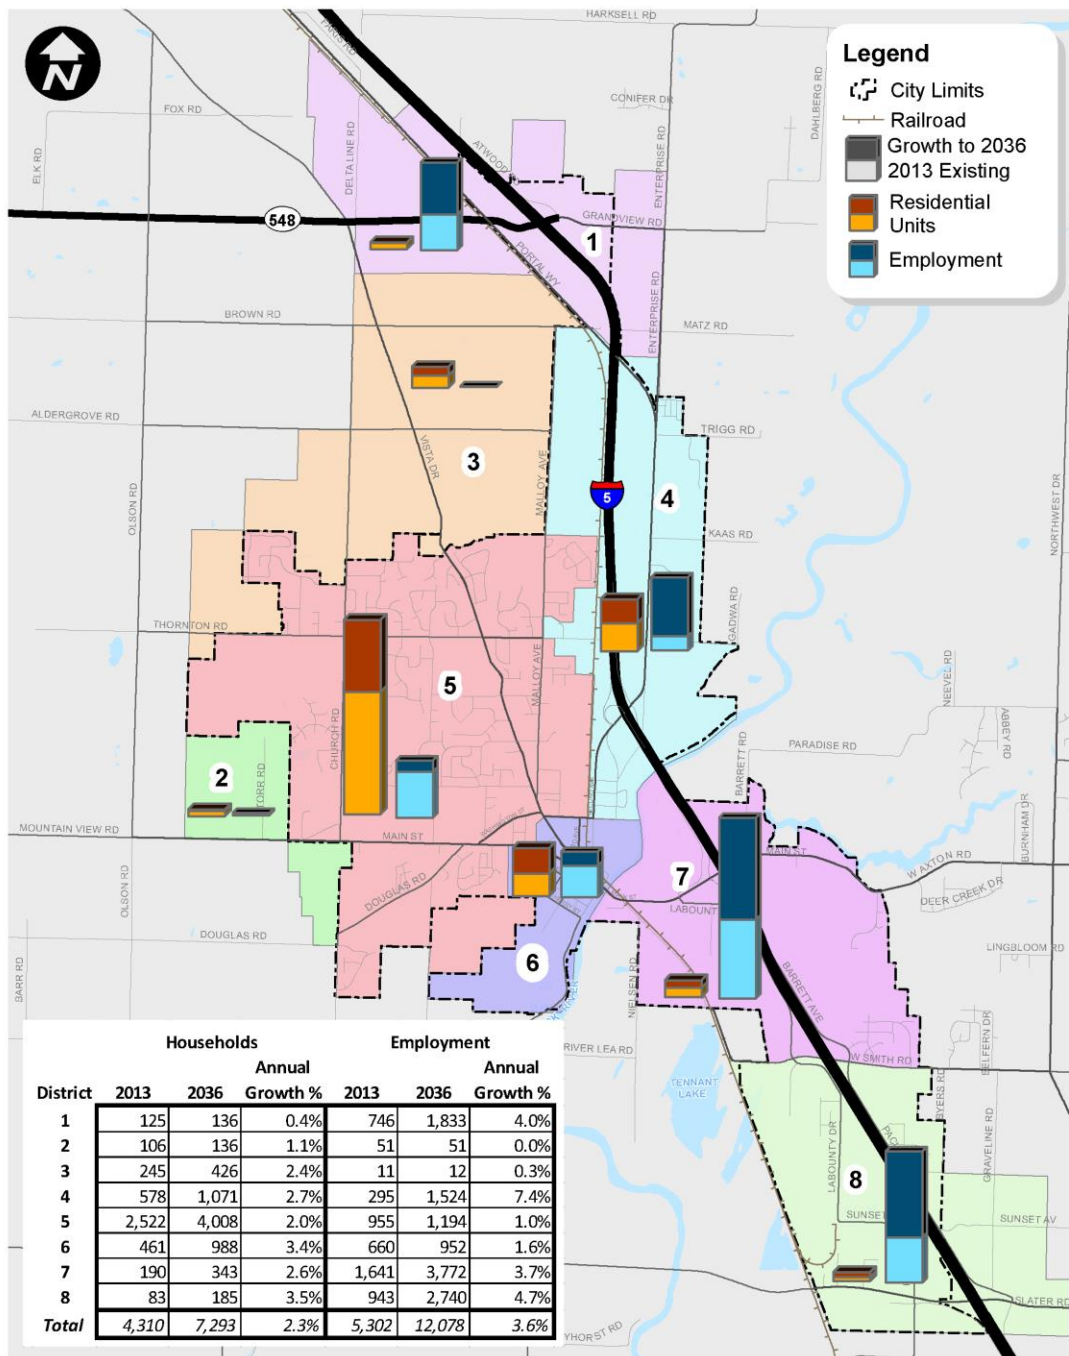 HARKSELL RD
PARIS RD
N
Legend
City Limits
Railroad
Growth to 2036
2013 Existing
Residential
Units
Employment
DAHLBERG RD
CONIFER DR
FOX RD
ELK RD
DELTA LINE RD
ENTERPRISE RD
548
GRANDVIEW RD
1
PORTAL WY
BROWN RD
MATZ RD
ENTERPRISE RD
ALDERGROVE RD
TRIGG RD
VISTA DR
3
MALLOY AVE
5
4
OLSON RD
KAAS RD
NORTHWEST DR
THORNTON RD
GADWA RD
MALLOY AVE
5
NEEVEL RD
ABBEY RD
CHURCH RD
PARADISE RD
BARRETT RD
2
TORR RD
MOUNTAIN VIEW RD
MAIN ST
BURNHAM DR
MAIN ST
W AXTON RD
7
DEER CREEK DR
OLSON RD
DOUGLAS RD
LABOUNT
DOUGLAS RD
LINGBLOOM RD
BARR RD
6
NIELSEN RD
BARRETT AVE
RIVER LEA RD
W SMITH RD
BELFERN DR
TENNANT
LAKE
BYERS RD
GRAVELINE RD
LABOUNTY DR
8
SUNSET
SUNSET AV
SLATER RD
YHORST RD
Households Employment
Annual Annual
District 2013 2036 Growth % 2013 2036 Growth %
1 125 136 0.4% 746 1,833 4.0%
2 106 136 1.1% 51 51 0.0%
3 245 426 2.4% 11 12 0.3%
4 578 1,071 2.7% 295 1,524 7.4%
5 2,522 4,008 2.0% 955 1,194 1.0%
6 461 988 3.4% 660 952 1.6%
7 190 343 2.6% 1,641 3,772 3.7%
8 83 185 3.5% 943 2,740 4.7%
Total 4,310 7,293 2.3% 5,302 12,078 3.6%